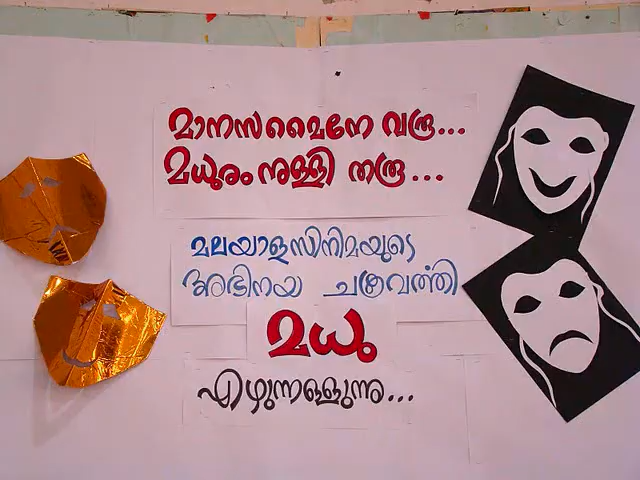 മാനസമൈനേ വരൂ...
മധുരം നുള്ളി തരൂ...
മലയാളസിനിമയുടെ
അഭിനയ ചക്രവർത്തി
മധു
എഴുന്നള്ളുന്നു...